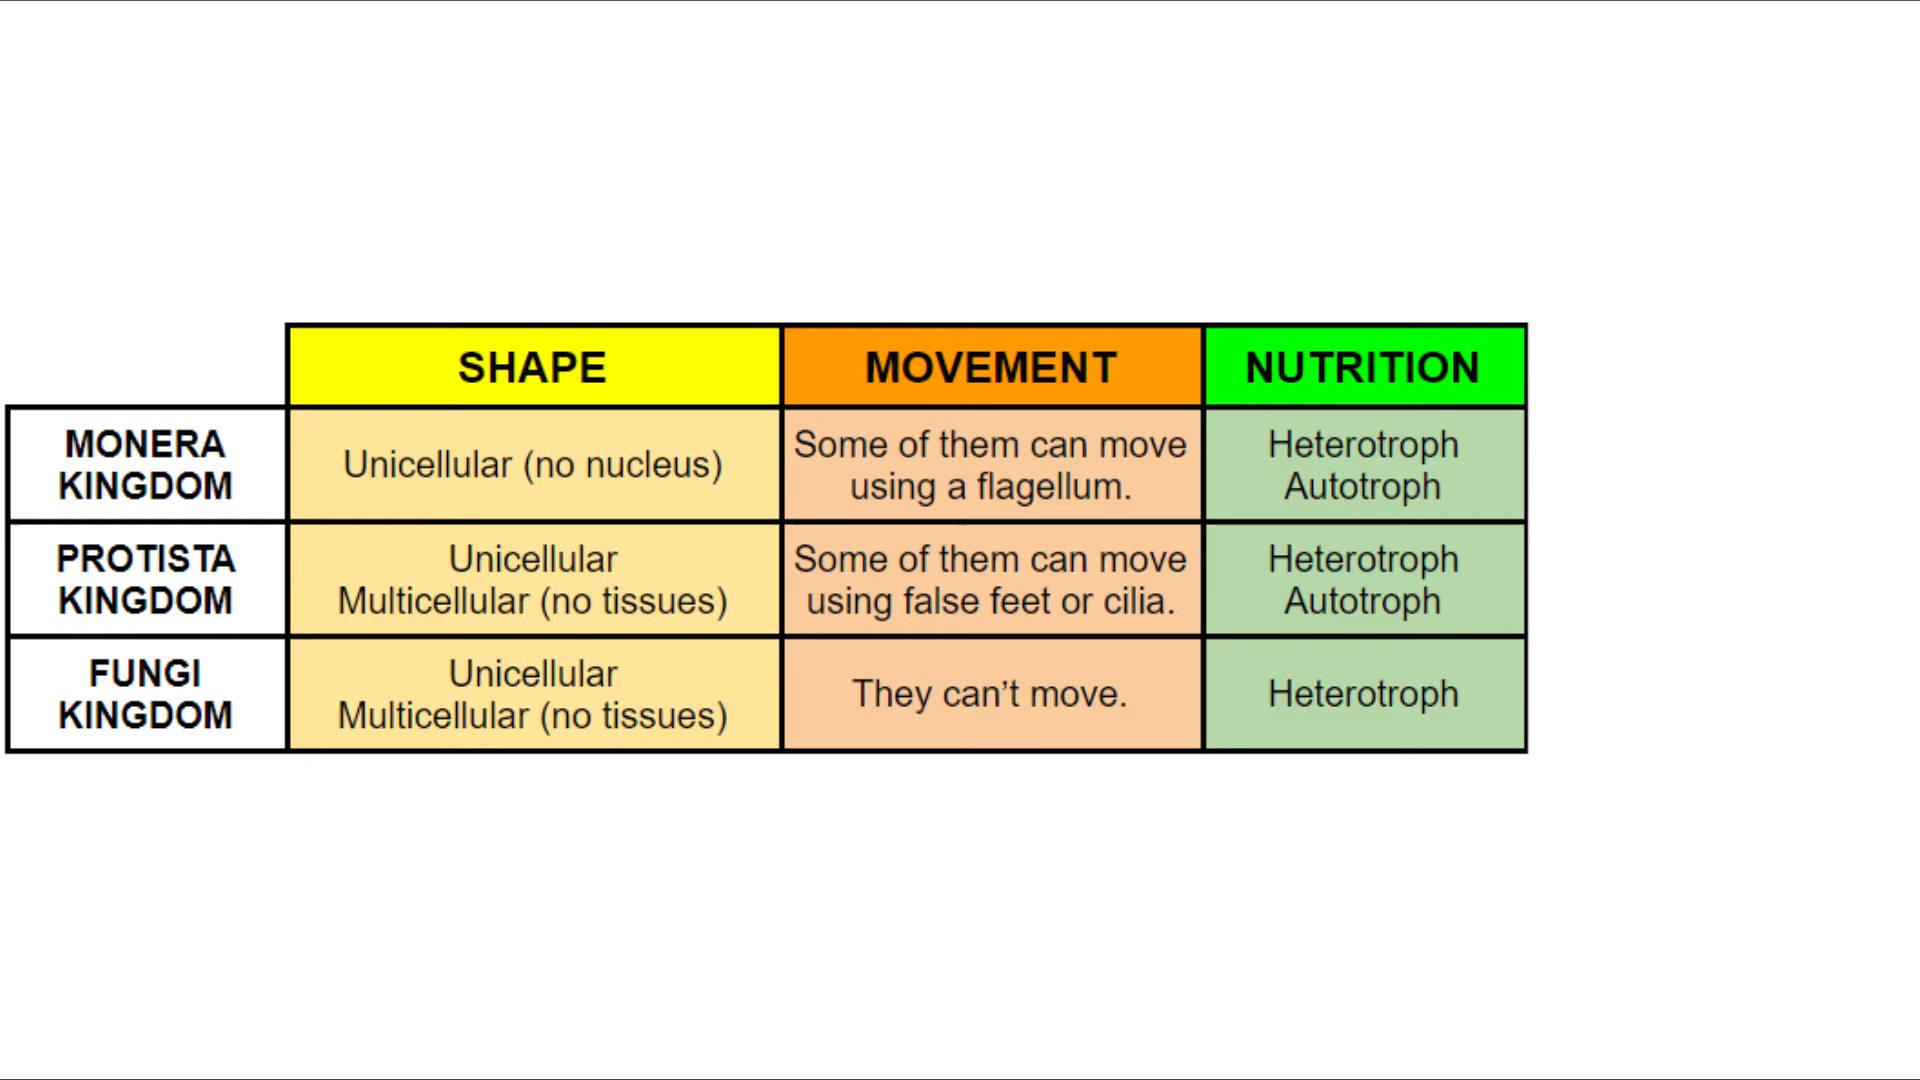 SHAPE MOVEMENT NUTRITION
MONERA
KINGDOM
Unicellular (no nucleus)
Some of them can move
using a flagellum.
Heterotroph
Autotroph
PROTISTA
KINGDOM
Unicellular
Multicellular (no tissues)
Some of them can move
using false feet or cilia.
Heterotroph
Autotroph
FUNGI
KINGDOM
Unicellular
Multicellular (no tissues)
They can’t move.
Heterotroph